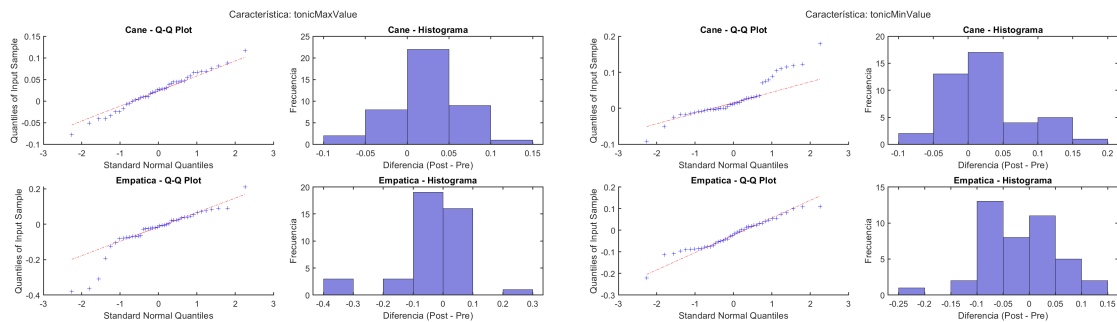 Característica: tonicMaxValue
Cane - Q-Q Plot
Quantiles of Input Sample
0.15
0.1
0.05
0
-0.05
-0.1
-3 -2 -1 0 1 2 3
Standard Normal Quantiles
Cane - Histograma
Frecuencia
25
20
15
10
5
0
-0.1 -0.05 0 0.05 0.1 0.15
Diferencia (Post - Pre)
Empatica - Q-Q Plot
Quantiles of Input Sample
0.2
0
-0.2
-0.4
-3 -2 -1 0 1 2 3
Standard Normal Quantiles
Empatica - Histograma
Frecuencia
20
15
10
5
0
-0.4 -0.3 -0.2 -0.1 0 0.1 0.2 0.3
Diferencia (Post - Pre)
Característica: tonicMinValue
Cane - Q-Q Plot
Quantiles of Input Sample
0.2
0.1
0
-0.1
-3 -2 -1 0 1 2 3
Standard Normal Quantiles
Cane - Histograma
Frecuencia
20
15
10
5
0
-0.1 -0.05 0 0.05 0.1 0.15 0.2
Diferencia (Post - Pre)
Empatica - Q-Q Plot
Quantiles of Input Sample
0.2
0.1
0
-0.1
-0.2
-0.3
-3 -2 -1 0 1 2 3
Standard Normal Quantiles
Empatica - Histograma
Frecuencia
15
10
5
0
-0.25 -0.2 -0.15 -0.1 -0.05 0 0.05 0.1 0.15
Diferencia (Post - Pre)